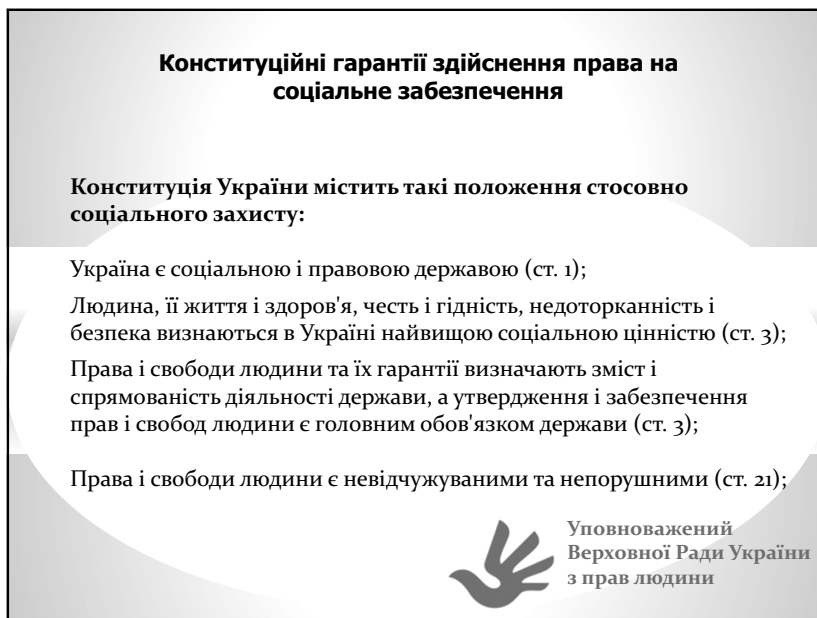 Конституційні гарантії здійснення права на
соціальне забезпечення
Конституція України містить такі положення стосовно
соціального захисту:
Україна є соціальною і правовою державою (ст. 1);
Людина, її життя і здоров'я, честь і гідність, недоторканність і
безпека визнаються в Україні найвищою соціальною цінністю (ст. 3);
Права і свободи людини та їх гарантії визначають зміст і
спрямованість діяльності держави, а утвердження і забезпечення
прав і свобод людини є головним обов'язком держави (ст. 3);
Права і свободи людини є невідчужуваними та непорушними (ст. 21);
Уповноважений
Верховної Ради України
з прав людини